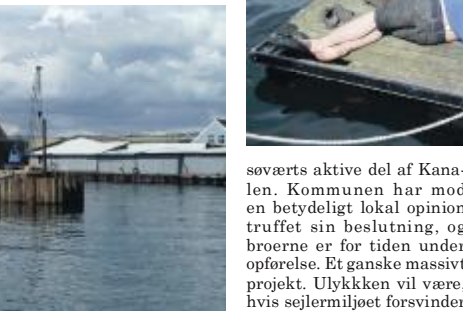 søværts aktive del af Kana-
len. Kommunen har mod
en betydeligt lokal opinion
truffet sin beslutning, og
broerne er for tiden under
opførelse. Et ganske massivt
projekt. Ulykkken vil være,
hvis sejlermiljøet forsvinder